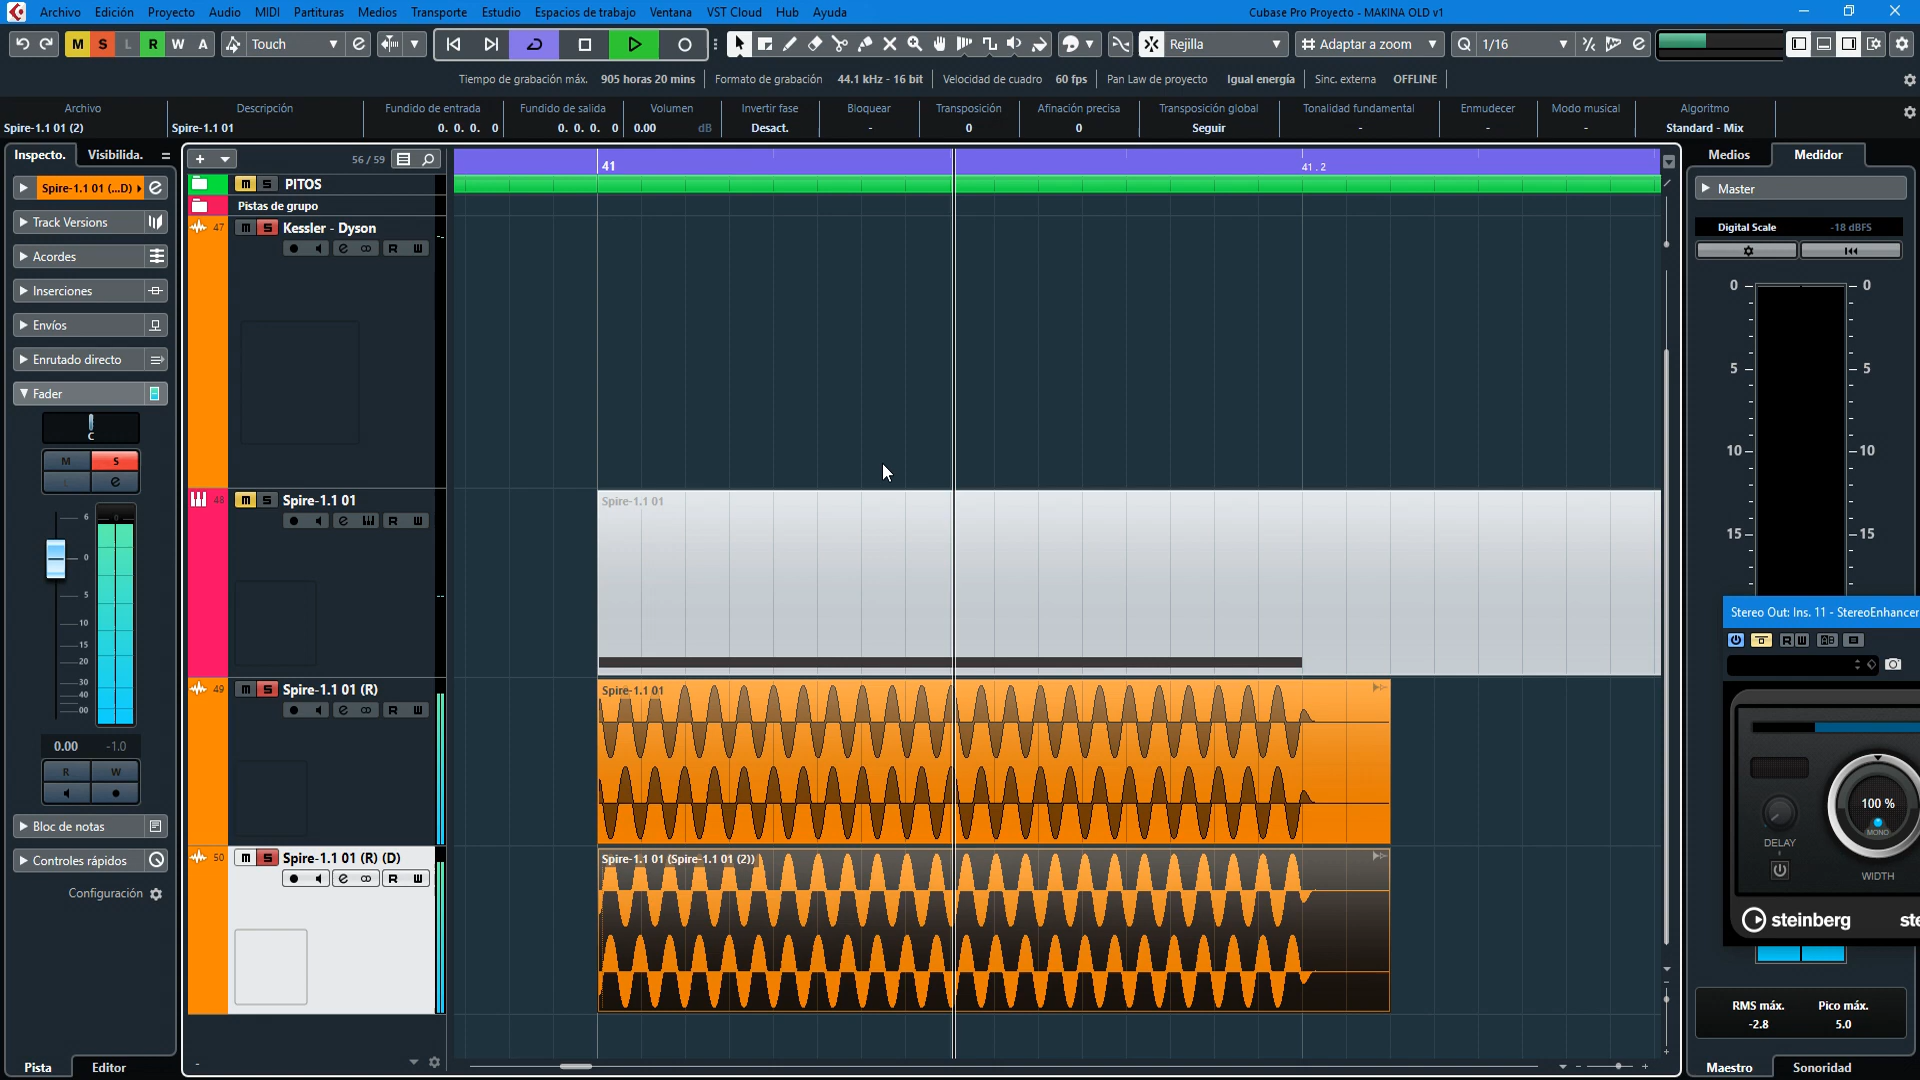 Archivo Edición Proyecto Audio MIDI Partituras Medios Transporte Estudio Espacios de trabajo Ventana VST Cloud Hub Ayuda
Cubase Pro Proyecto - MAKINA OLD v1
M S L R W A Touch Rejilla Adaptar a zoom Q 1/16
Tiempo de grabación máx. 905 horas 20 mins Formato de grabación 44.1 kHz - 16 bit Velocidad de cuadro 60 fps Pan Law de proyecto Igual energía Sinc. externa OFFLINE
Archivo Descripción Fundido de entrada Fundido de salida Volumen Invertir fase Bloquear Transposición Afinación precisa Transposición global Tonalidad fundamental Enmudecer Modo musical Algoritmo
Spire-1.1 01 (2) Spire-1.1 01 0. 0. 0. 0 0. 0. 0. 0 0.00 dB Desact. - 0 0 Seguir - - - Standard - Mix
Inspecto. Visibilida.
Spire-1.1 01 (...D)
Track Versions
Acordes
Inserciones
Envíos
Enrutado directo
Fader
C
M S
L e
6
0
5
10
15
20
30
40
00
0.00 -1.0
R W
Bloc de notas
Controles rápidos
Configuración
Pista Editor
56 / 59
m S PITOS
Pistas de grupo
47 m S Kessler - Dyson
R W
48 m S Spire-1.1 01
R W
49 m S Spire-1.1 01 (R)
R W
50 m S Spire-1.1 01 (R) (D)
R W
41 41 . 2
Spire-1.1 01
Spire-1.1 01
Spire-1.1 01 (Spire-1.1 01 (2))
Medios Medidor
Master
Digital Scale -18 dBFS
0 0
5 5
10 10
15 15
Stereo Out: Ins. 11 - StereoEnhancer
R W
100 %
MONO
DELAY
WIDTH
steinberg ste
RMS máx. Pico máx.
-2.8 5.0
Maestro Sonoridad